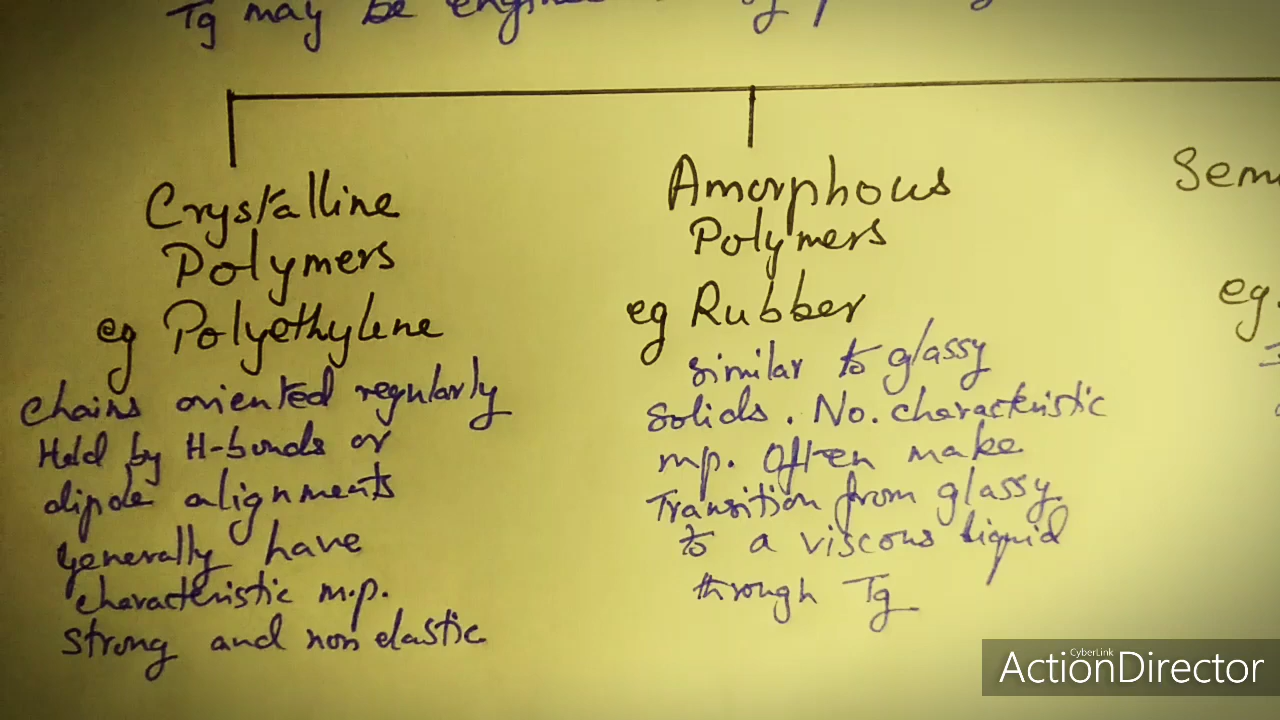 Tg may be
Crystalline
Polymers
eg Polyethylene
chains oriented regularly
Held by H-bonds or
dipole alignments
generally have
characteristic m.p.
strong and non elastic
Amorphous
Polymers
eg Rubber
similar to glassy
solids. No. characteristic
mp. Often make
Transition from glassy
to a viscous liquid
through Tg
Sem
eg.
CyberLink
ActionDirector